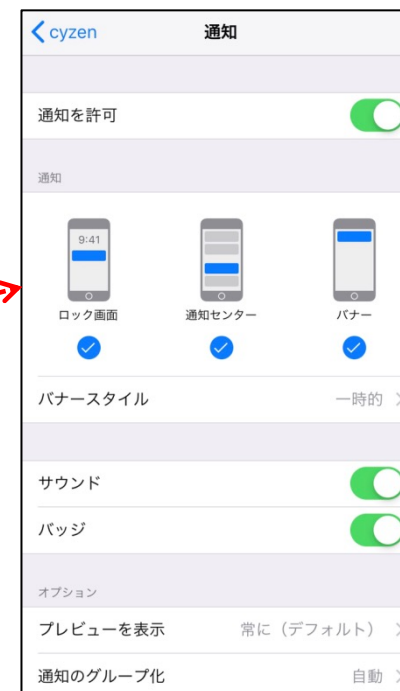 cyzen 通知
通知を許可
通知
9:41
ロック画面 通知センター バナー
バナースタイル 一時的
サウンド
バッジ
オプション
プレビューを表示 常に（デフォルト）
通知のグループ化 自動